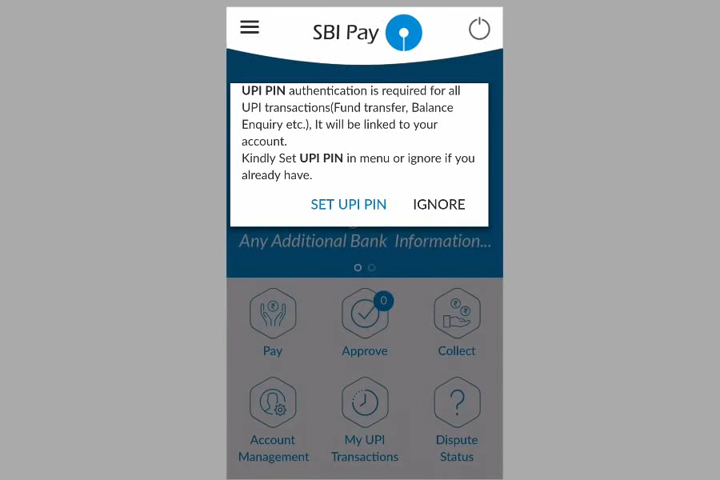 SBI Pay
UPI PIN authentication is required for all
UPI transactions(Fund transfer, Balance
Enquiry etc.), It will be linked to your
account.
Kindly Set UPI PIN in menu or ignore if you
already have.
SET UPI PIN IGNORE
Any Additional Bank Information...
0
Pay Approve Collect
Account My UPI Dispute
Management Transactions Status